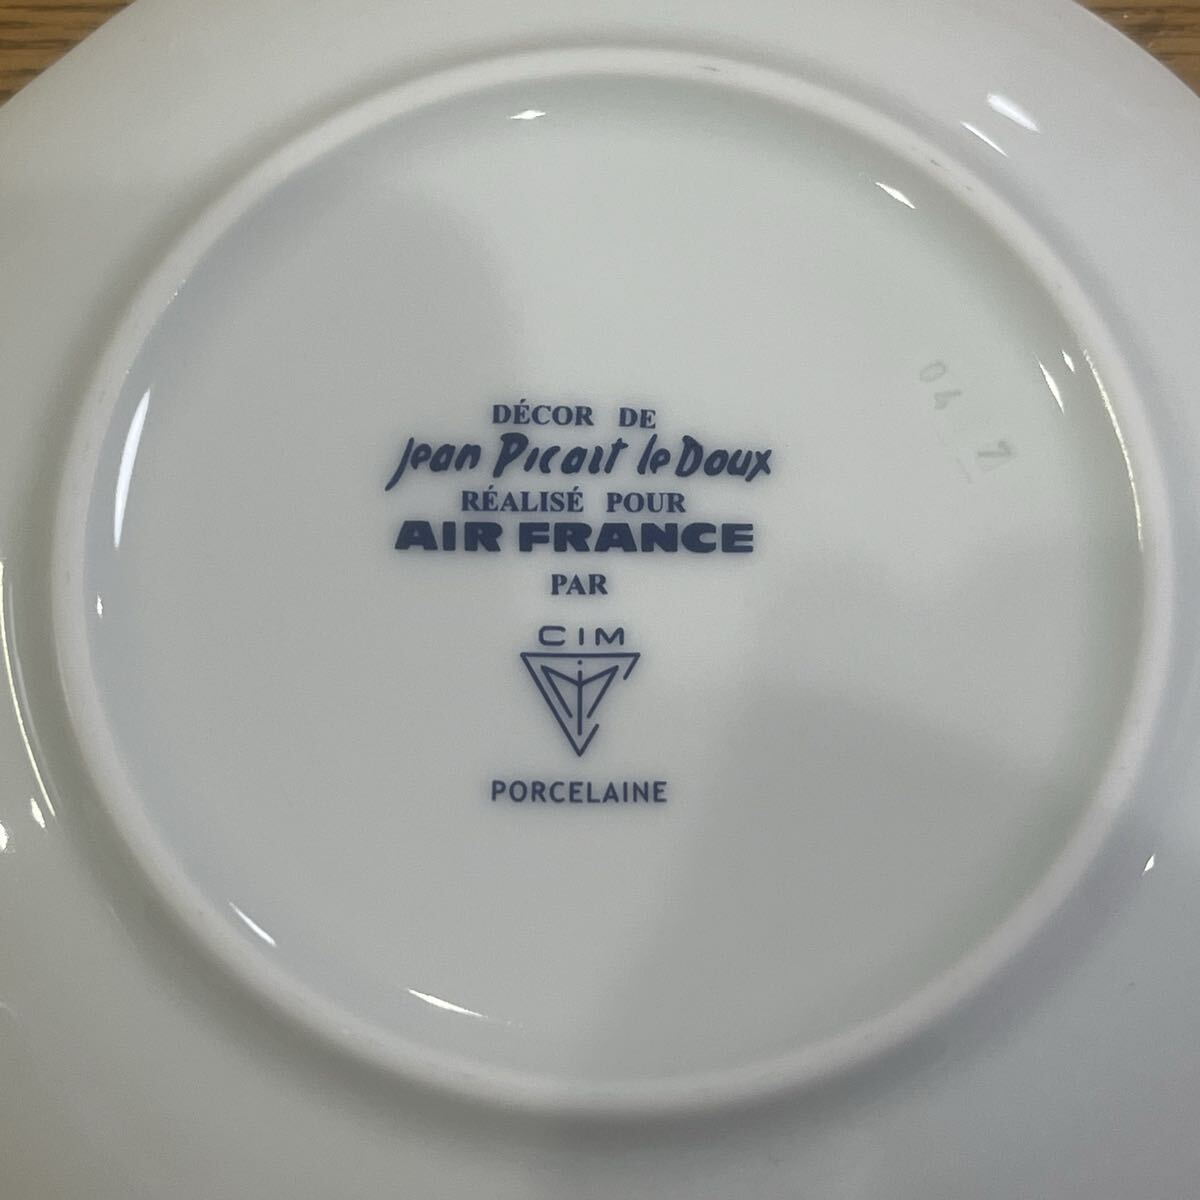 DÉCOR DE
Jean Picart le Doux
RÉALISÉ POUR
AIR FRANCE
PAR
CIM
PORCELAINE